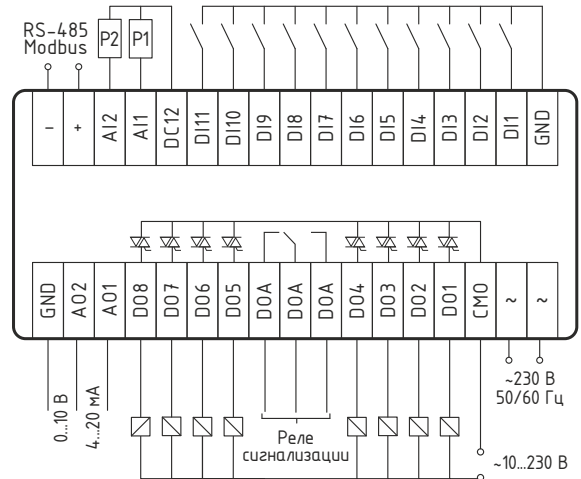 RS-485
Modbus
P2
P1
–
+
AI2
AI1
DC12
DI11
DI10
DI9
DI8
DI7
DI6
DI5
DI4
DI3
DI2
DI1
GND
GND
AO2
AO1
DO8
DO7
DO6
DO5
DOA
DOA
DOA
DO4
DO3
DO2
DO1
CMO
~
~
0...10 В
4...20 мА
Реле
сигнализации
~230 В
50/60 Гц
~10...230 В